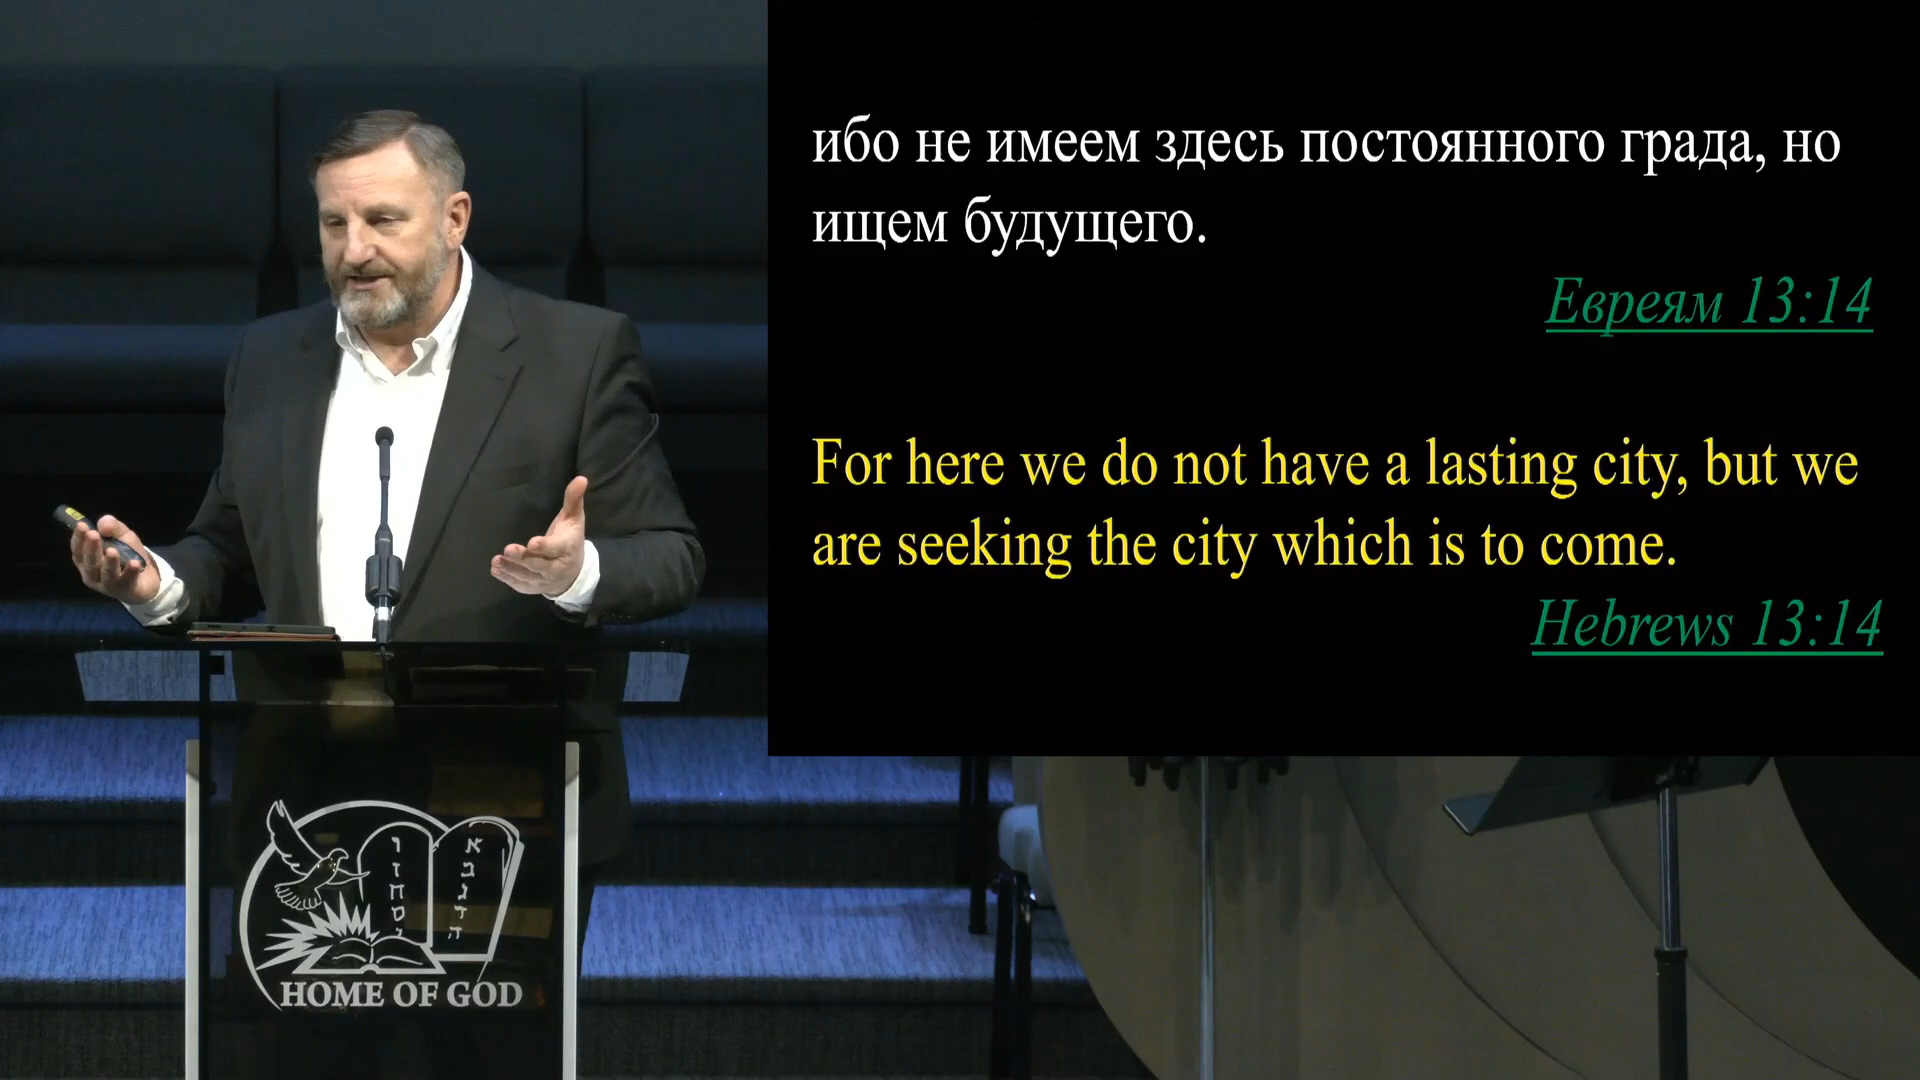 ибо не имеем здесь постоянного града, но
ищем будущего.
Евреям 13:14
For here we do not have a lasting city, but we
are seeking the city which is to come.
Hebrews 13:14
א
ב
ג
ד
ה
ו
ז
ח
ס
י
HOME OF GOD